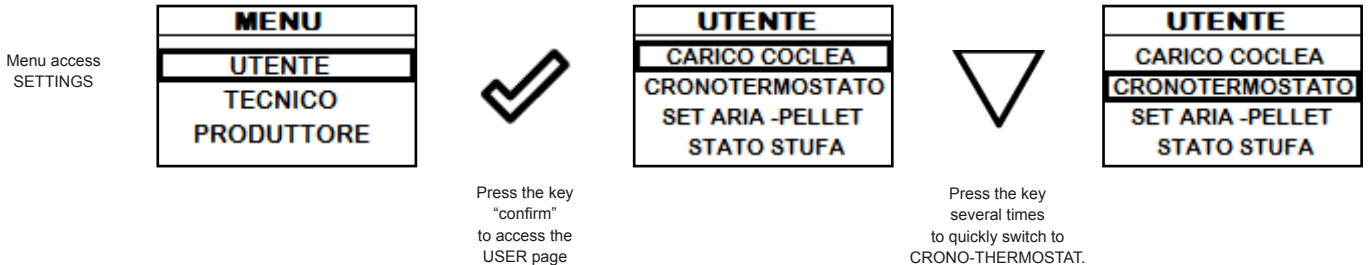 Menu access
SETTINGS
MENU
UTENTE
TECNICO
PRODUTTORE
Press the key
“confirm”
to access the
USER page
UTENTE
CARICO COCLEA
CRONOTERMOSTATO
SET ARIA -PELLET
STATO STUFA
Press the key
several times
to quickly switch to
CRONO-THERMOSTAT.
UTENTE
CARICO COCLEA
CRONOTERMOSTATO
SET ARIA -PELLET
STATO STUFA